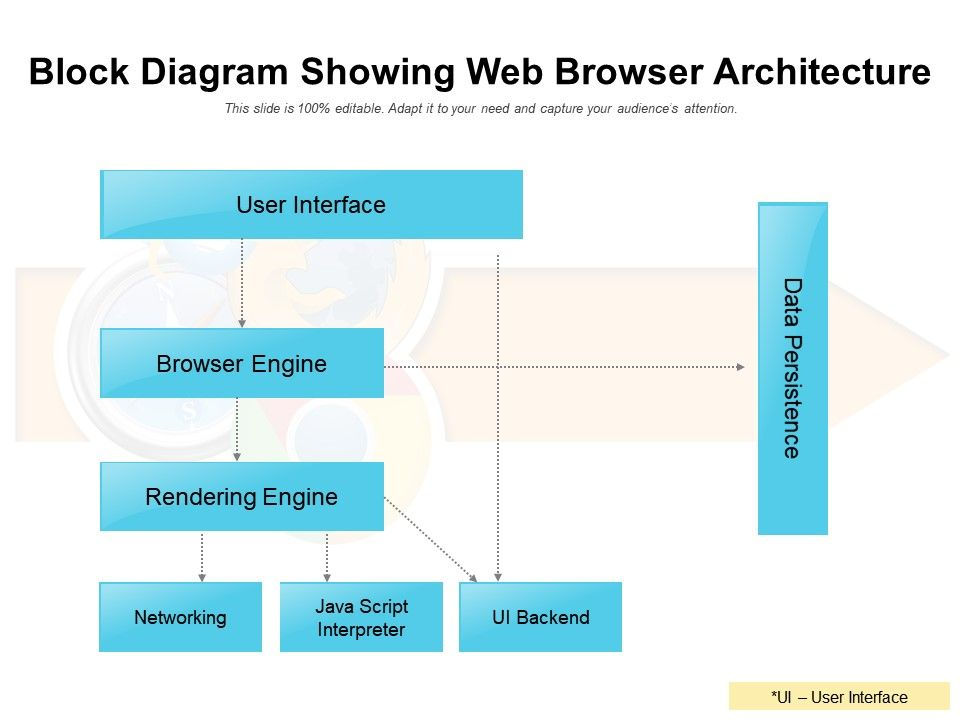 Block Diagram Showing Web Browser Architecture
This slide is 100% editable. Adapt it to your need and capture your audience's attention.
User Interface
Browser Engine
Data Persistence
Rendering Engine
Networking
Java Script
Interpreter
UI Backend
*UI – User Interface
N
S